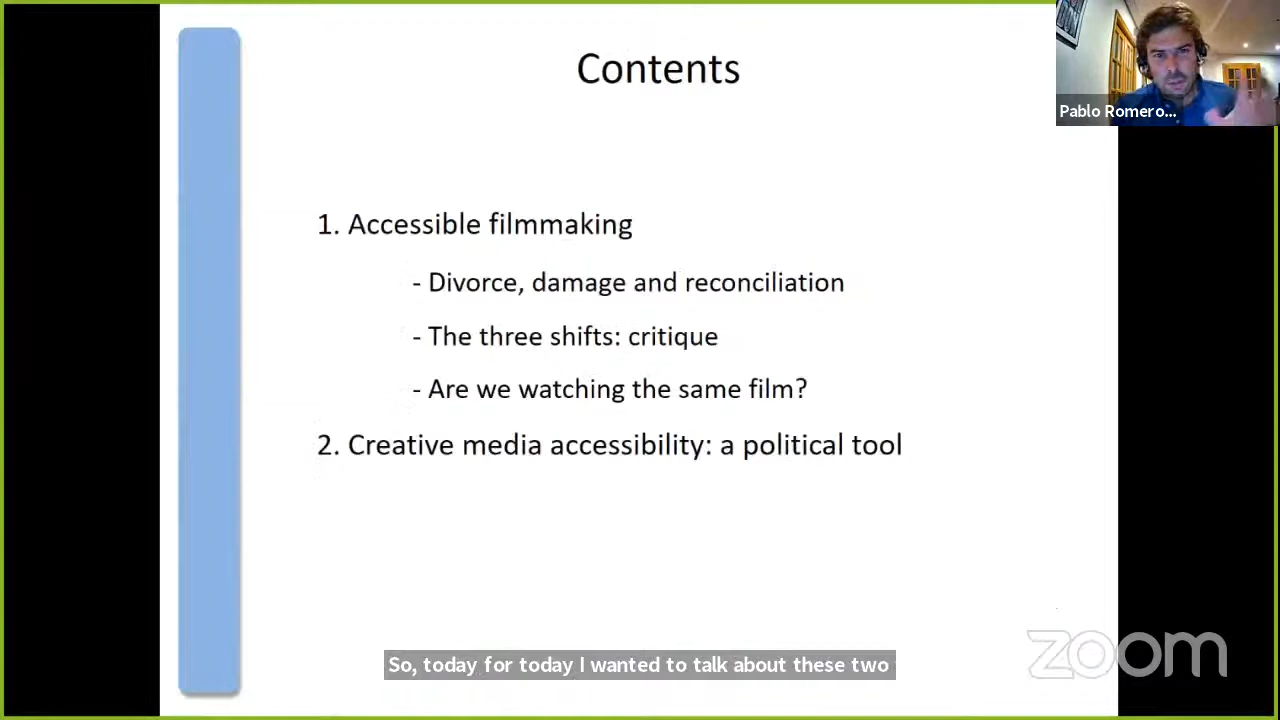 Contents
Pablo Romero...
1. Accessible filmmaking
- Divorce, damage and reconciliation
- The three shifts: critique
- Are we watching the same film?
2. Creative media accessibility: a political tool
So, today for today I wanted to talk about these two
zoom